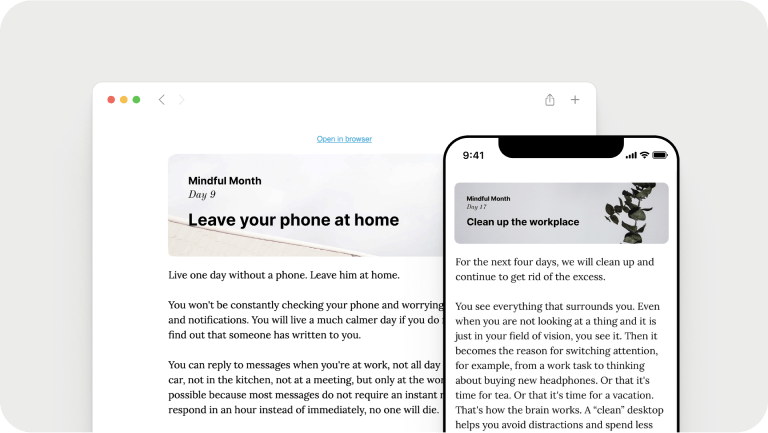 Open in browser
Mindful Month
Day 9
Leave your phone at home
Live one day without a phone. Leave him at home.
You won't be constantly checking your phone and worrying
and notifications. You will live a much calmer day if you do
find out that someone has written to you.
You can reply to messages when you're at work, not all day
car, not in the kitchen, not at a meeting, but only at the
possible because most messages do not require an instant
respond in an hour instead of immediately, no one will die.
9:41
Mindful Month
Day 17
Clean up the workplace
For the next four days, we will clean up and
continue to get rid of the excess.
You see everything that surrounds you. Even
when you are not looking at a thing and it is
just in your field of vision, you see it. Then it
becomes the reason for switching attention,
for example, from a work task to thinking
about buying new headphones. Or that it's
time for tea. Or that it's time for a vacation.
That's how the brain works. A “clean” desktop
helps you avoid distractions and spend less